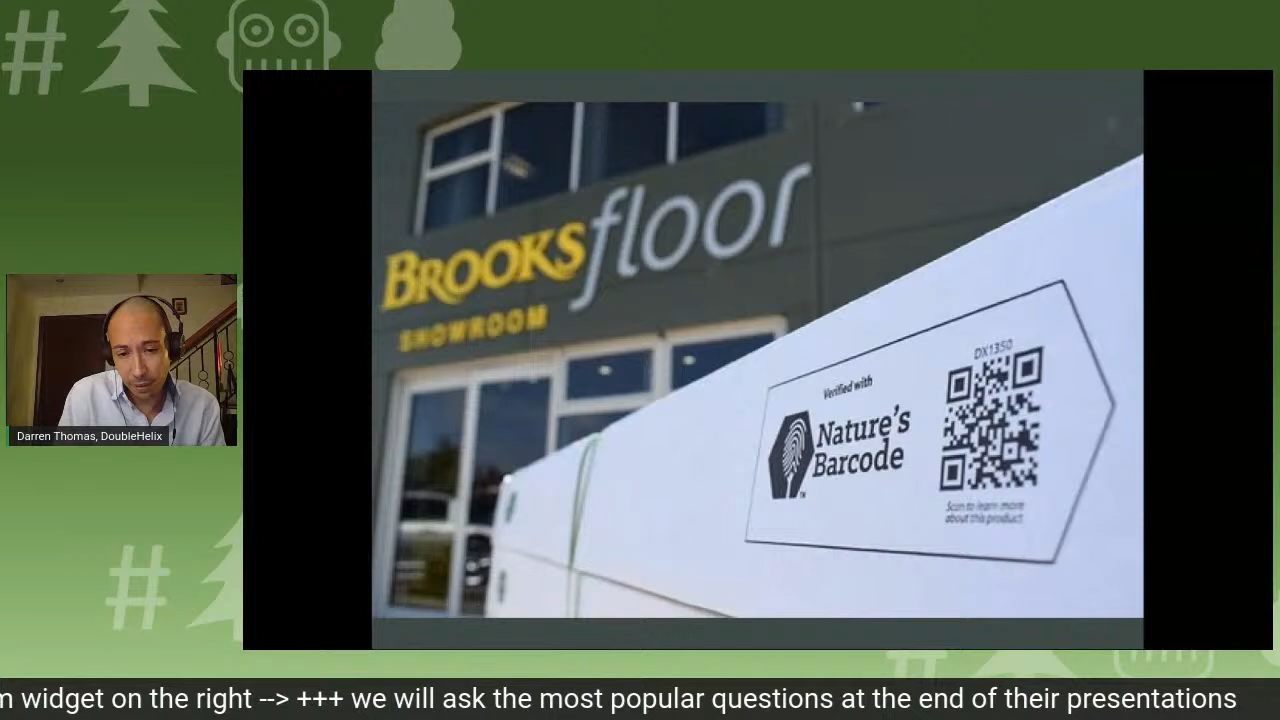 #
BROOKS floor
SHOWROOM
DX1350
Verified with
Nature's
Barcode
TM
Scan to learn more
about this product
Darren Thomas, DoubleHelix
#
m widget on the right --> +++ we will ask the most popular questions at the end of their presentations